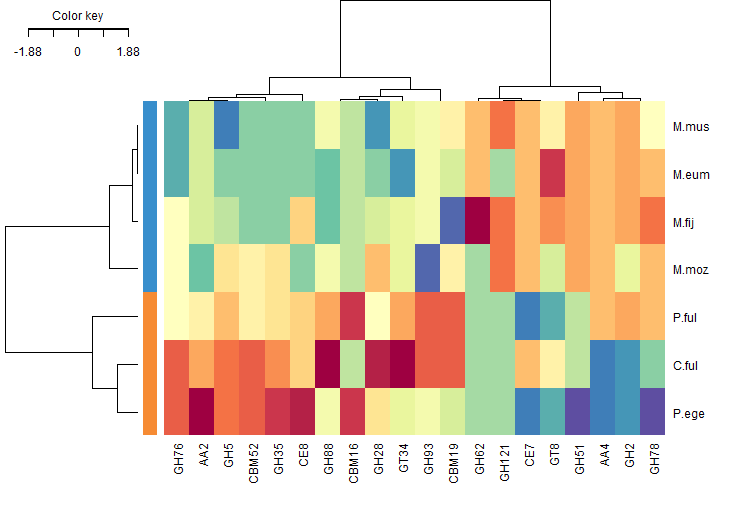 Color key
-1.88 0 1.88
M.mus
M.eum
M.fij
M.moz
P.ful
C.ful
P.ege
GH76
AA2
GH5
CBM52
GH35
CE8
GH88
CBM16
GH28
GT34
GH93
CBM19
GH62
GH121
CE7
GT8
GH51
AA4
GH2
GH78